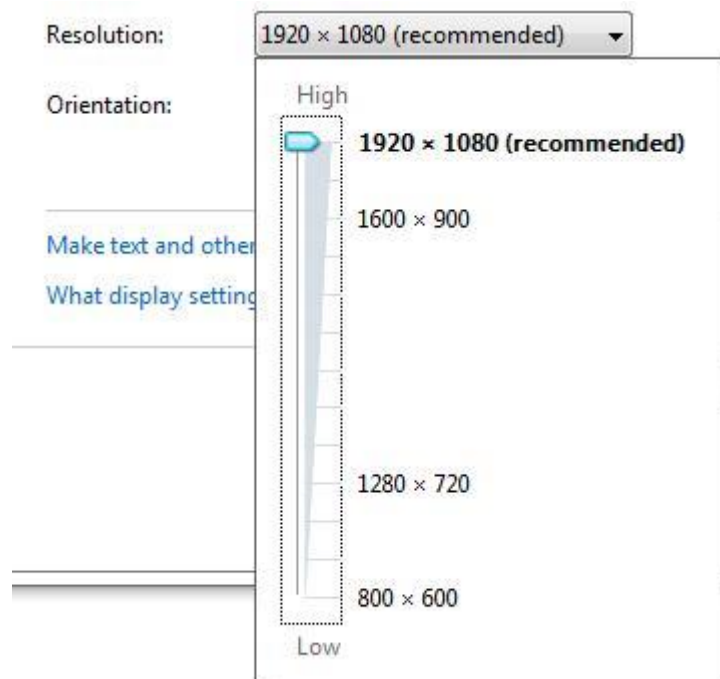 Resolution: 1920 × 1080 (recommended)
Orientation:
High
1920 × 1080 (recommended)
1600 × 900
Make text and other
What display setting
1280 × 720
800 × 600
Low